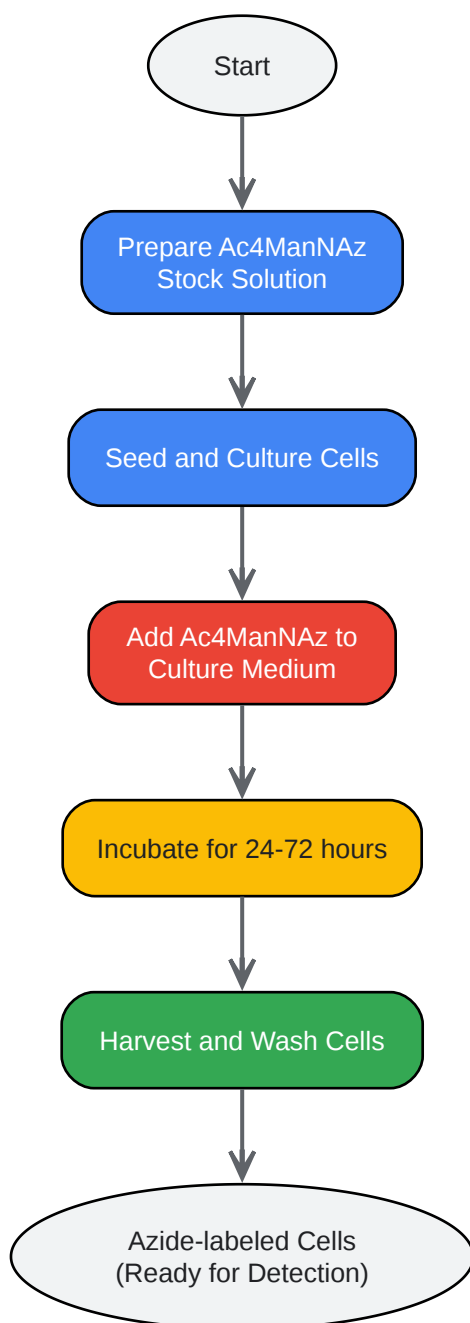 Start
Prepare Ac4ManNAz
Stock Solution
Seed and Culture Cells
Add Ac4ManNAz to
Culture Medium
Incubate for 24-72 hours
Harvest and Wash Cells
Azide-labeled Cells
(Ready for Detection)